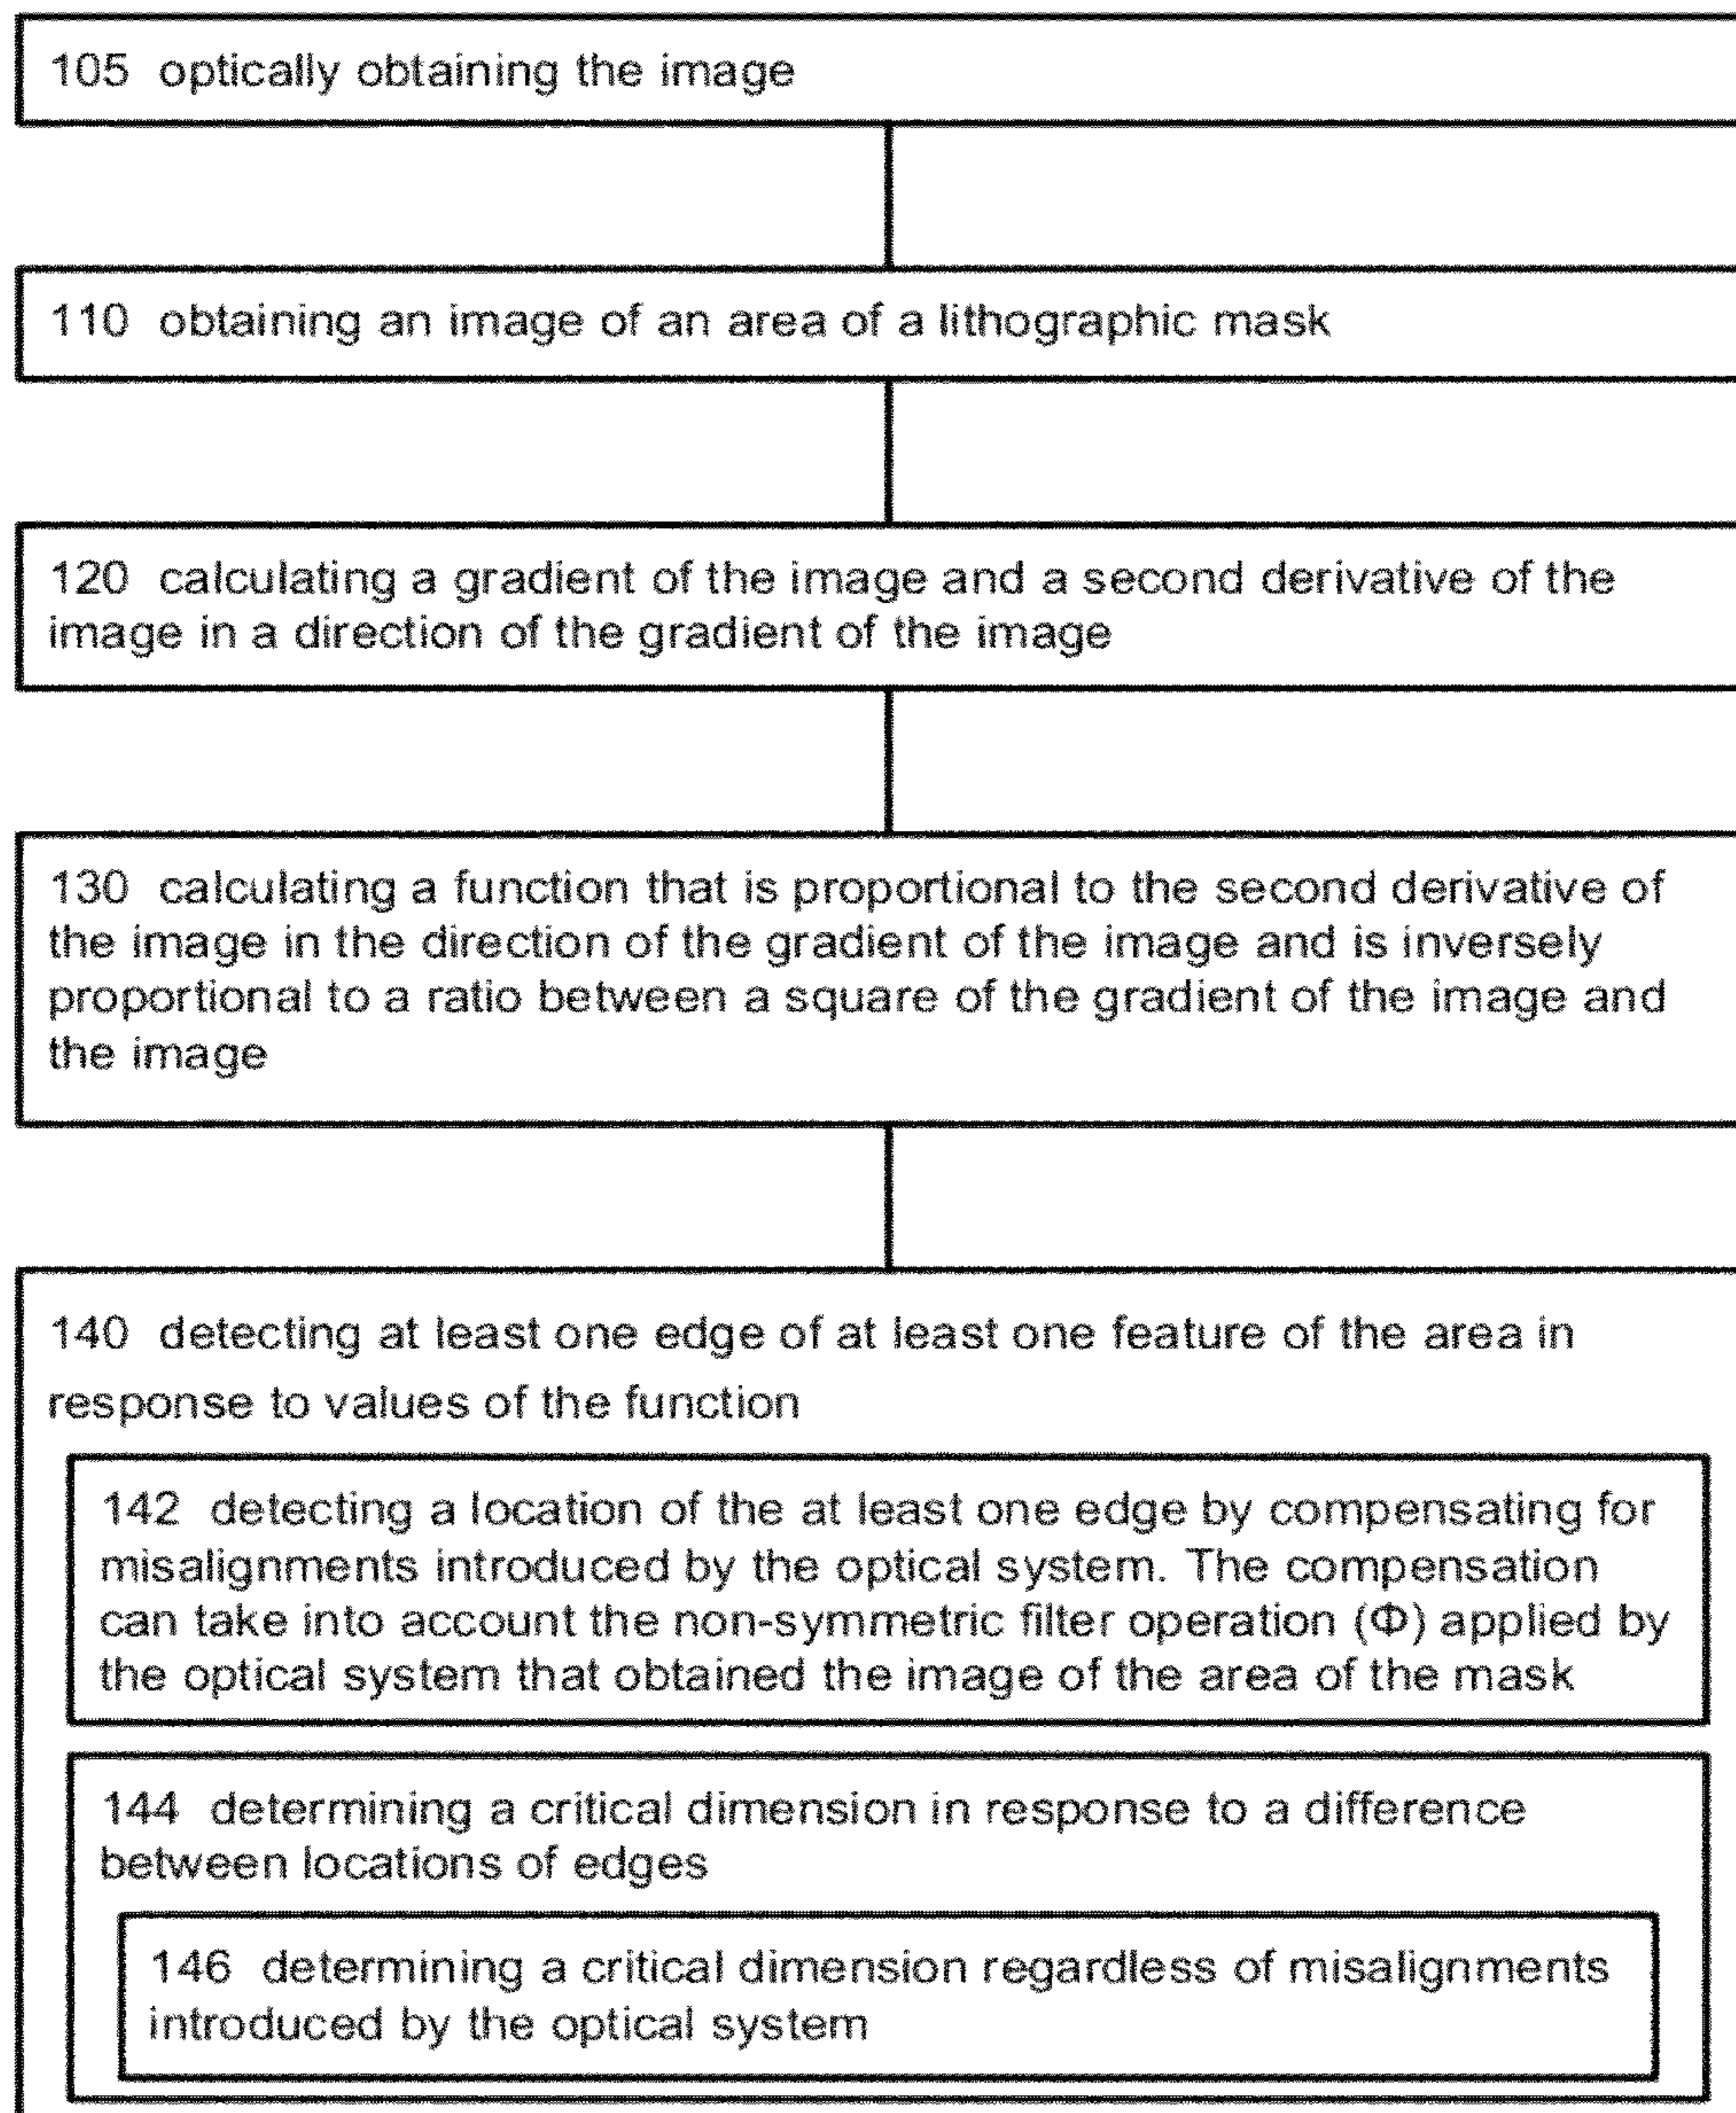 105 optically obtaining the image
110 obtaining an image of an area of a lithographic mask
120 calculating a gradient of the image and a second derivative of the
image in a direction of the gradient of the image
130 calculating a function that is proportional to the second derivative of
the image in the direction of the gradient of the image and is inversely
proportional to a ratio between a square of the gradient of the image and
the image
140 detecting at least one edge of at least one feature of the area in
response to values of the function
142 detecting a location of the at least one edge by compensating for
misalignments introduced by the optical system. The compensation
can take into account the non-symmetric filter operation (Φ) applied by
the optical system that obtained the image of the area of the mask
144 determining a critical dimension in response to a difference
between locations of edges
146 determining a critical dimension regardless of misalignments
introduced by the optical system